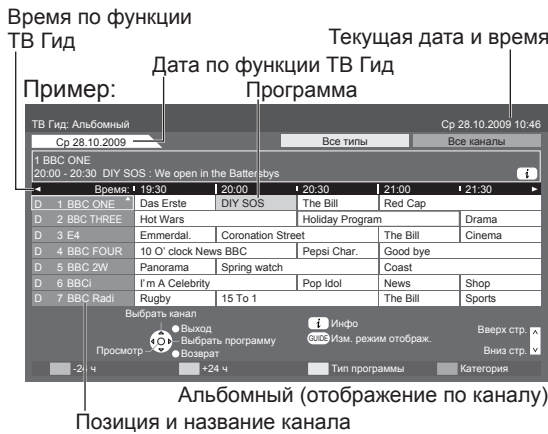 Время по функции
ТВ Гид
Текущая дата и время
Дата по функции ТВ Гид
Пример:
Программа
ТВ Гид: Альбомный
Ср 28.10.2009 10:46
Ср 28.10.2009
Все типы
Все каналы
1 BBC ONE
20:00 - 20:30 DIY SOS : We open in the Battersbys
i
Время: 19:30 20:00 20:30 21:00 21:30
D 1 BBC ONE Das Erste DIY SOS The Bill Red Cap
D 2 BBC THREE Hot Wars Holiday Program Drama
D 3 E4 Emmerdal. Coronation Street The Bill Cinema
D 4 BBC FOUR 10 O' clock News BBC Pepsi Char. Good bye
D 5 BBC 2W Panorama Spring watch Coast
D 6 BBCi I' m A Celebrity Pop Idol News Shop
D 7 BBC Radi Rugby 15 To 1 The Bill Sports
Выбрать канал
Выход
Выбрать программу
Просмотр
Возврат
i Инфо
GUIDE Изм. режим отображ.
Вверх стр.
Вниз стр.
-24 ч
+24 ч
Тип программы
Категория
Альбомный (отображение по каналу)
Позиция и название канала